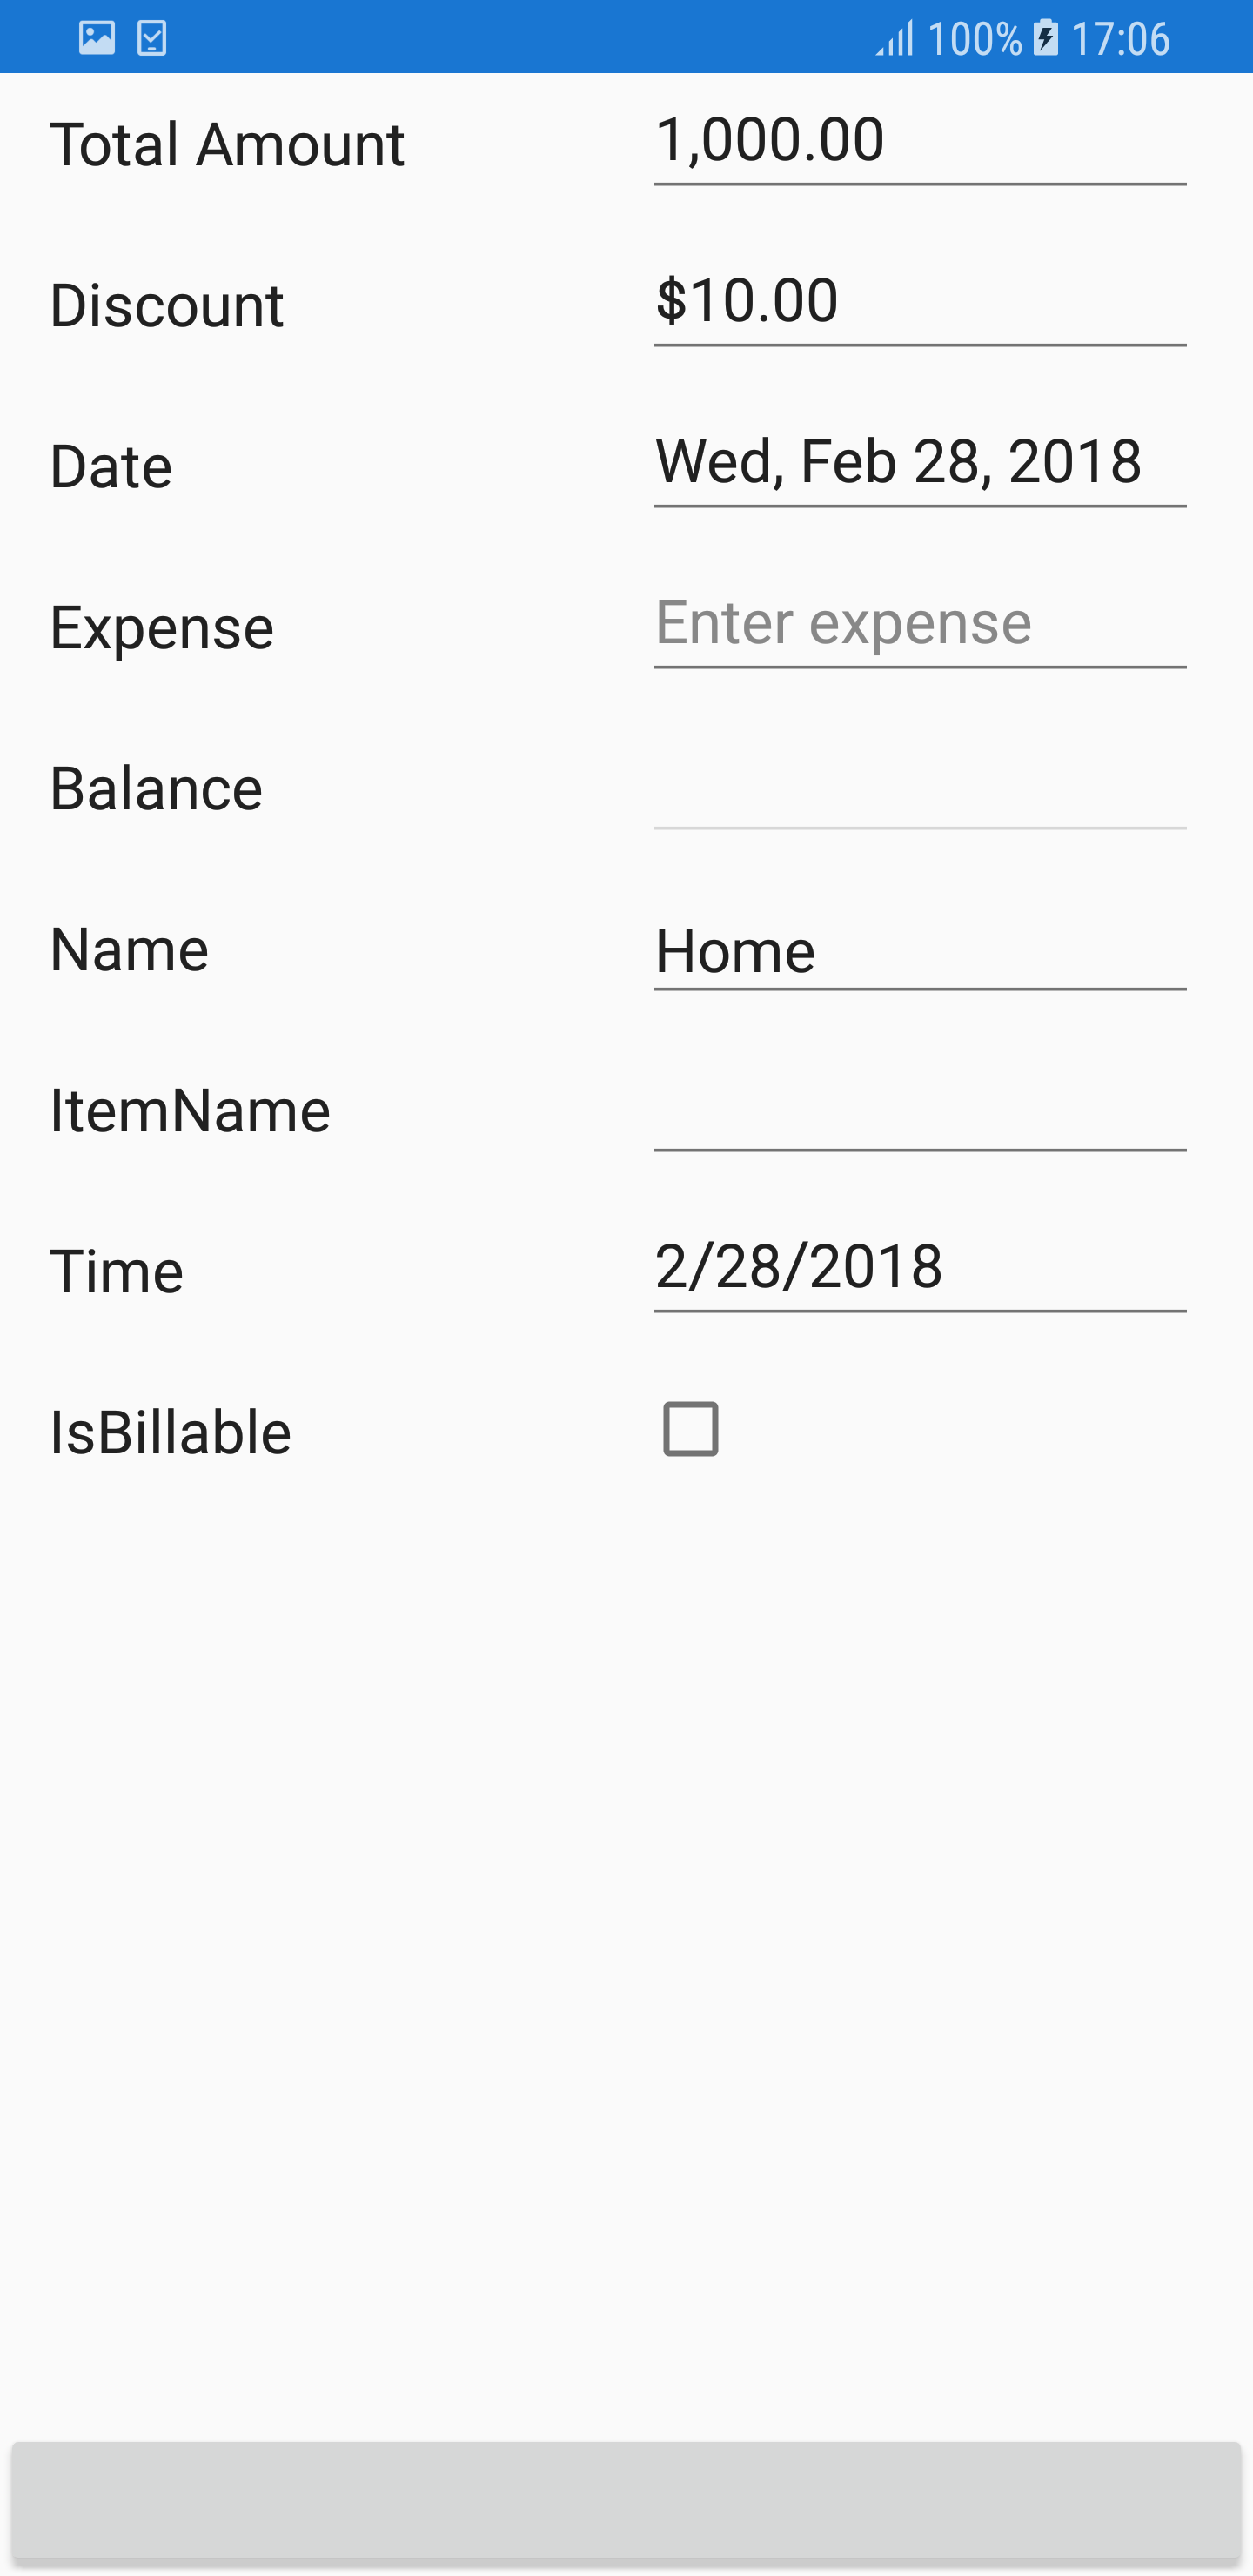 100% 17:06
Total Amount 1,000.00
Discount $10.00
Date Wed, Feb 28, 2018
Expense Enter expense
Balance
Name Home
ItemName
Time 2/28/2018
IsBillable